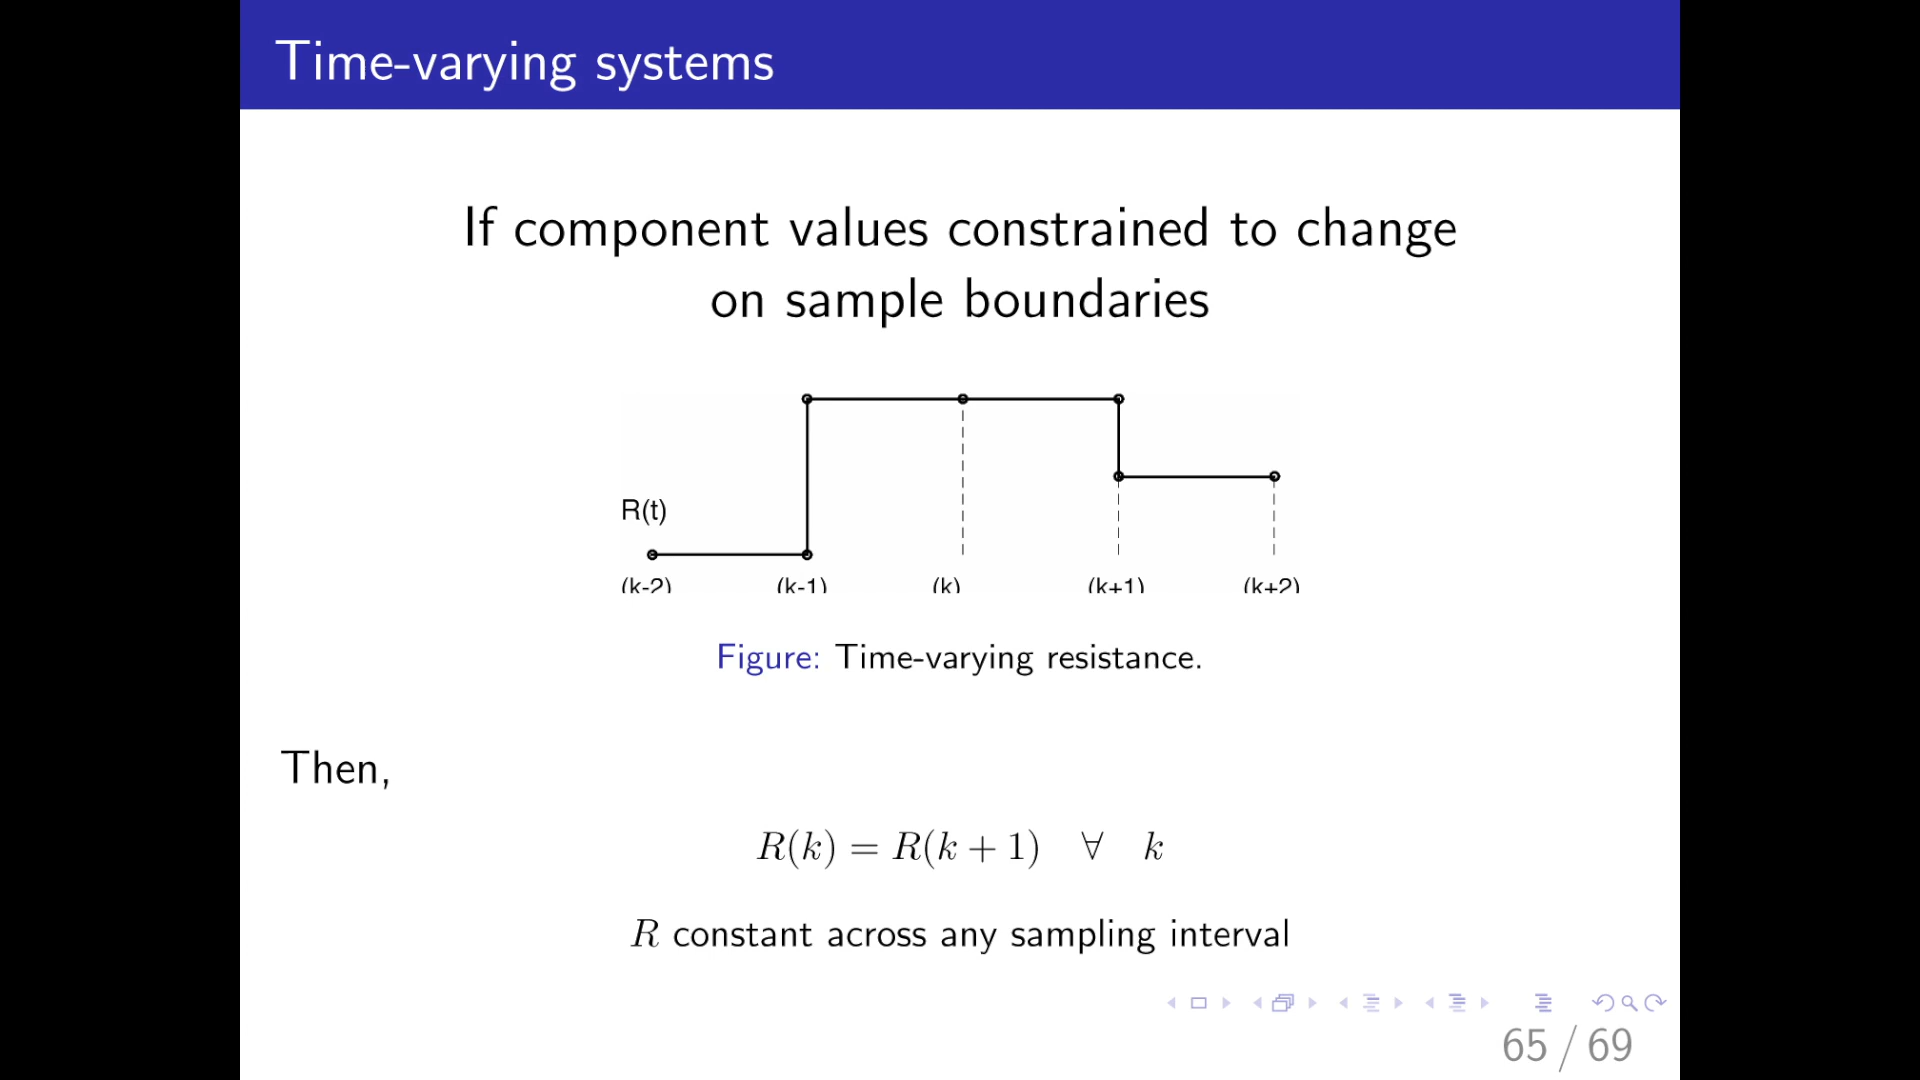 Time-varying systems
If component values constrained to change
on sample boundaries
R(t)
(k-2) (k-1) (k) (k+1) (k+2)
Figure: Time-varying resistance.
Then,
R(k) = R(k + 1) ∀ k
R constant across any sampling interval
65 / 69